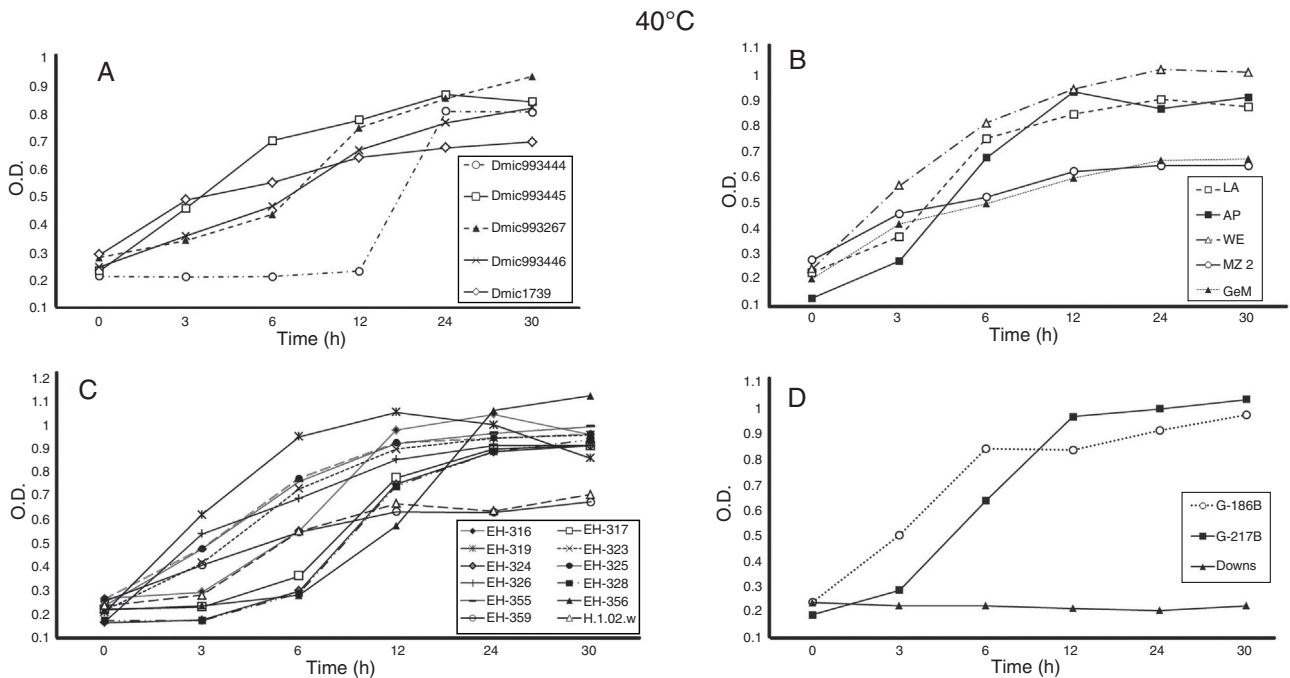 40°C
A
1
0.9
0.8
0.7
0.6
0.5
0.4
0.3
0.2
0.1
O.D.
0 3 6 12 24 30
Time (h)
Dmic993444
Dmic993445
Dmic993267
Dmic993446
Dmic1739
B
1.1
1
0.9
0.8
0.7
0.6
0.5
0.4
0.3
0.2
0.1
O.D.
0 3 6 12 24 30
Time (h)
LA
AP
WE
MZ 2
GeM
C
1.2
1.1
1
0.9
0.8
0.7
0.6
0.5
0.4
0.3
0.2
0.1
O.D.
0 3 6 12 24 30
Time (h)
EH-316 EH-317
EH-319 EH-323
EH-324 EH-325
EH-326 EH-328
EH-355 EH-356
EH-359 H.1.02.w
D
1.1
1
0.9
0.8
0.7
0.6
0.5
0.4
0.3
0.2
0.1
O.D.
0 3 6 12 24 30
Time (h)
G-186B
G-217B
Downs